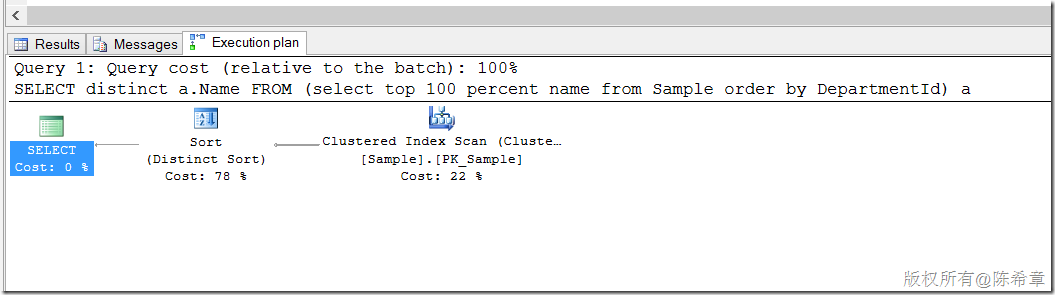 Results Messages Execution plan
Query 1: Query cost (relative to the batch): 100%
SELECT distinct a.Name FROM (select top 100 percent name from Sample order by DepartmentId) a
SELECT
Cost: 0 %
Sort
(Distinct Sort)
Cost: 78 %
Clustered Index Scan (Cluste…
[Sample].[PK_Sample]
Cost: 22 %
版权所有@陈希章